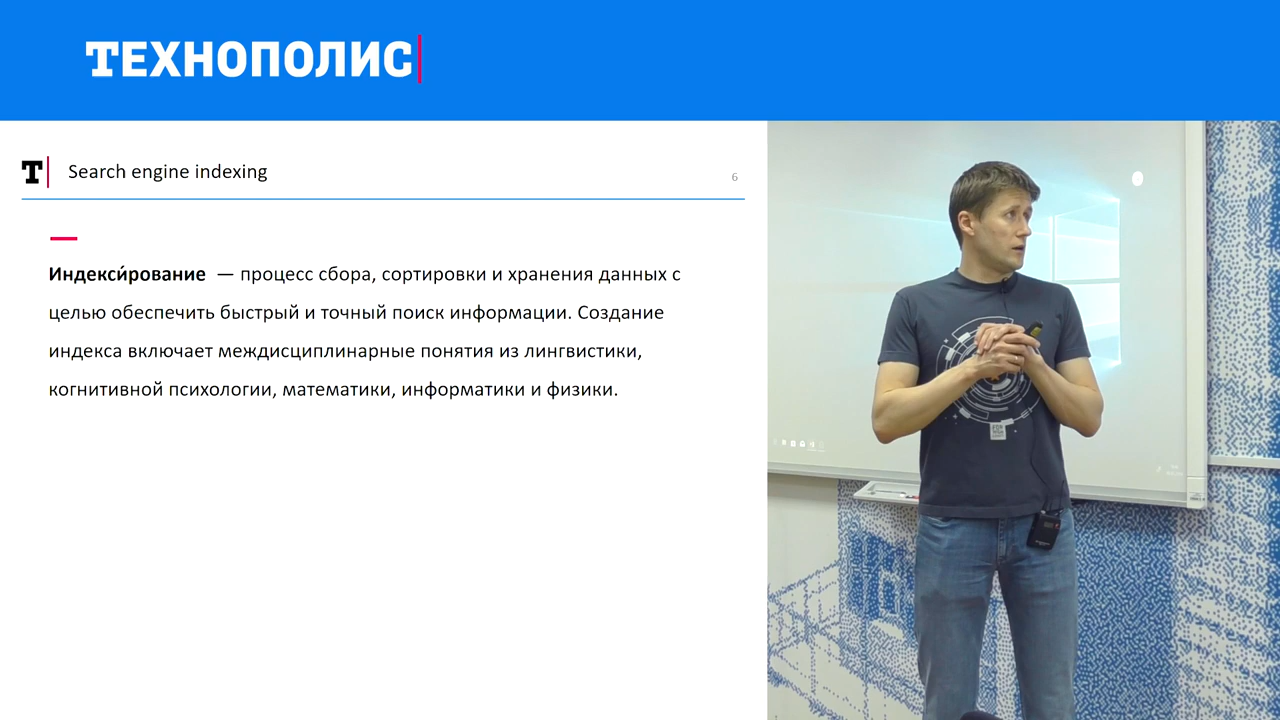 ТЕХНОПОЛИС
T
Search engine indexing
6
Индекси́рование — процесс сбора, сортировки и хранения данных с
целью обеспечить быстрый и точный поиск информации. Создание
индекса включает междисциплинарные понятия из лингвистики,
когнитивной психологии, математики, информатики и физики.